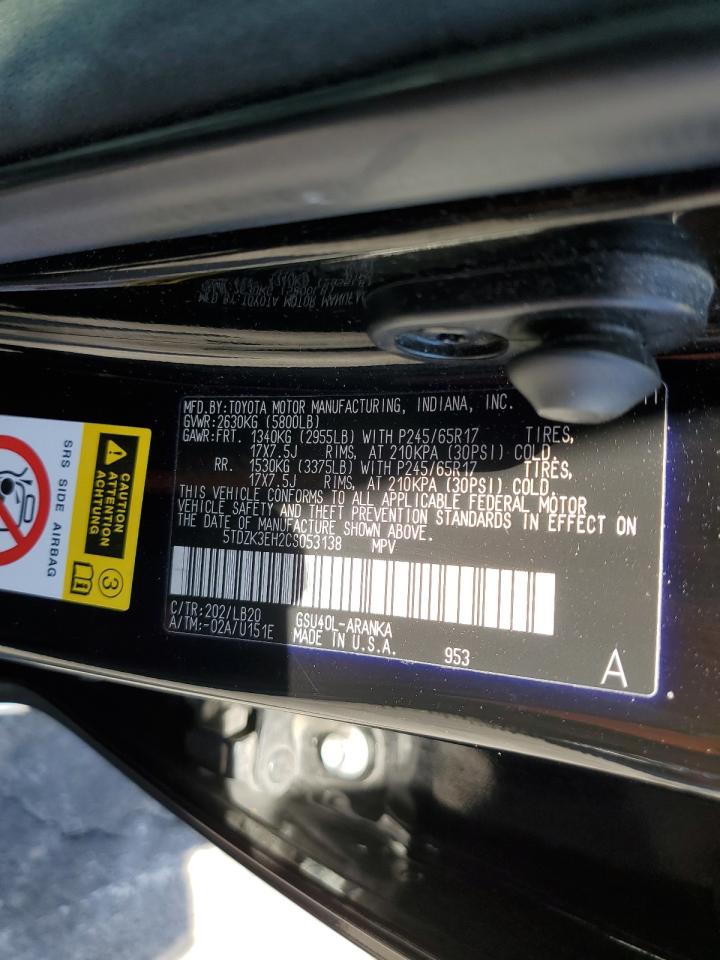 MFD.BY:TOYOTA MOTOR MANUFACTURING, INDIANA, INC.
GVWR:2630KG (5800LB)
GAWR:FRT. 1340KG (2955LB) WITH P245/65R17 TIRES,
17X7.5J RIMS, AT 210KPA (30PSI) COLD,
RR. 1530KG (3375LB) WITH P245/65R17 TIRES,
17X7.5J RIMS, AT 210KPA (30PSI) COLD
THIS VEHICLE CONFORMS TO ALL APPLICABLE FEDERAL MOTOR
VEHICLE SAFETY AND THEFT PREVENTION STANDARDS IN EFFECT ON
THE DATE OF MANUFACTURE SHOWN ABOVE.
5TDZK3EH2CS053138 MPV
C/TR:202/LB20 GSU40L-ARANKA
A/TM:-02A/U151E MADE IN U.S.A. 953
A
SRS SIDE AIRBAG
CAUTION
ATTENTION
ACHTUNG
3